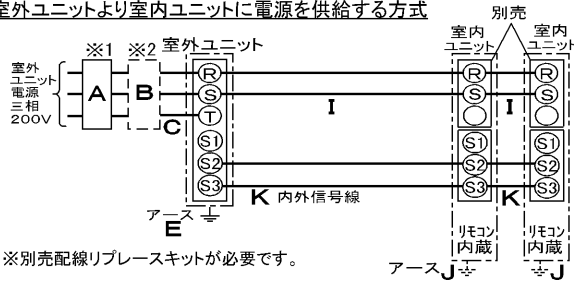 室外ユニットより室内ユニットに電源を供給する方式
別売
※1
※2
室外ユニット
室内
ユニット
室内
ユニット
室外
ユニット
電源
三相
200V
A
B
C
R
S
T
S1
S2
S3
I
R
S
S1
S2
S3
I
R
S
S1
S2
S3
K 内外信号線
K
アース
E
リモコン
内蔵
リモコン
内蔵
アース J
J
※別売配線リプレースキットが必要です。